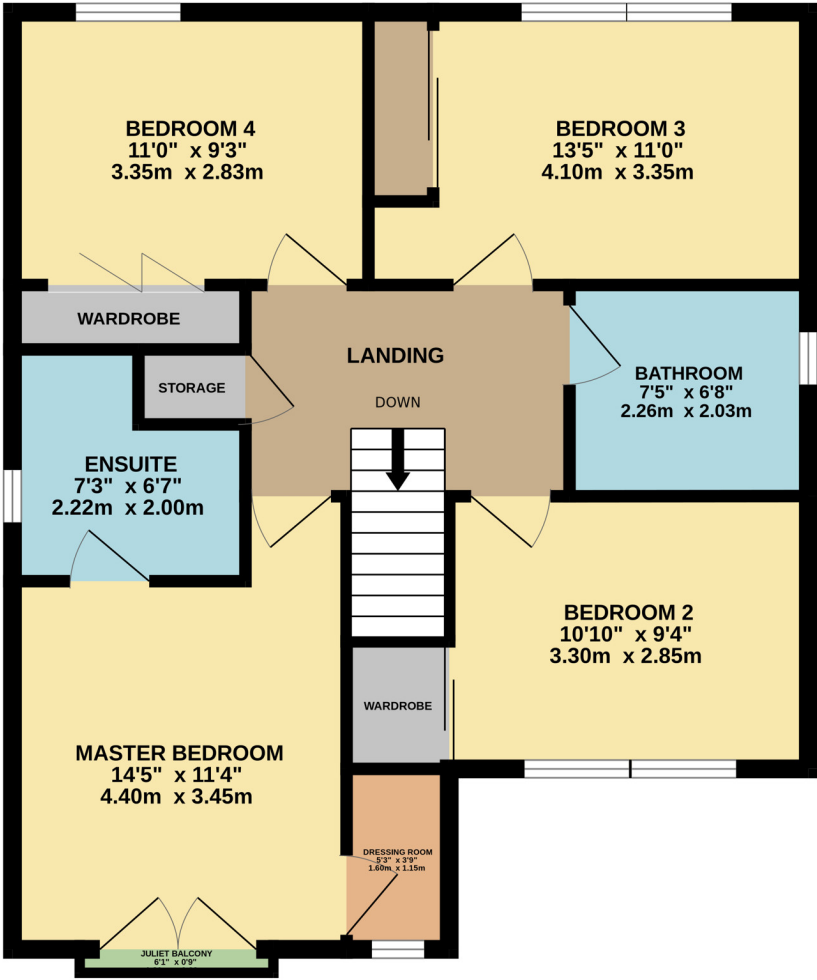 BEDROOM 4
11'0" x 9'3"
3.35m x 2.83m
BEDROOM 3
13'5" x 11'0"
4.10m x 3.35m
WARDROBE
LANDING
DOWN
STORAGE
BATHROOM
7'5" x 6'8"
2.26m x 2.03m
ENSUITE
7'3" x 6'7"
2.22m x 2.00m
BEDROOM 2
10'10" x 9'4"
3.30m x 2.85m
WARDROBE
MASTER BEDROOM
14'5" x 11'4"
4.40m x 3.45m
DRESSING ROOM
5'3" x 3'9"
1.60m x 1.15m
JULIET BALCONY
6'1" x 0'9"